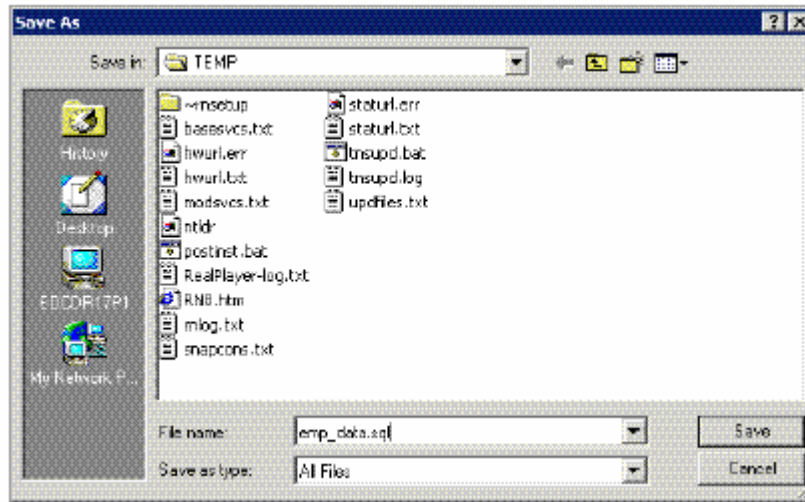 Save As
Save in:
TEMP
History
Desktop
EDCDR17P1
My Network P...
~rnsetup
basesvcs.txt
hwurl.err
hwurl.txt
modsvcs.txt
ntldr
postinst.bat
RealPlayer-log.txt
RN8.htm
rnlog.txt
snapcons.txt
staturl.err
staturl.txt
tnsupd.bat
tnsupd.log
updfiles.txt
File name:
emp_data.sql
Save
Save as type:
All Files
Cancel